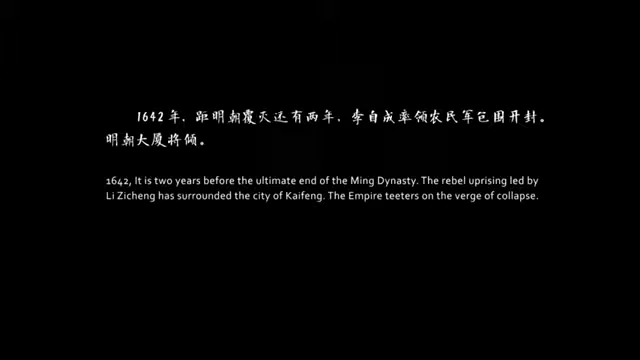 1642年，距明朝覆灭还有两年，李自成率领农民军包围开封。
明朝大厦将倾。
1642, It is two years before the ultimate end of the Ming Dynasty. The rebel uprising led by
Li Zicheng has surrounded the city of Kaifeng. The Empire teeters on the verge of collapse.